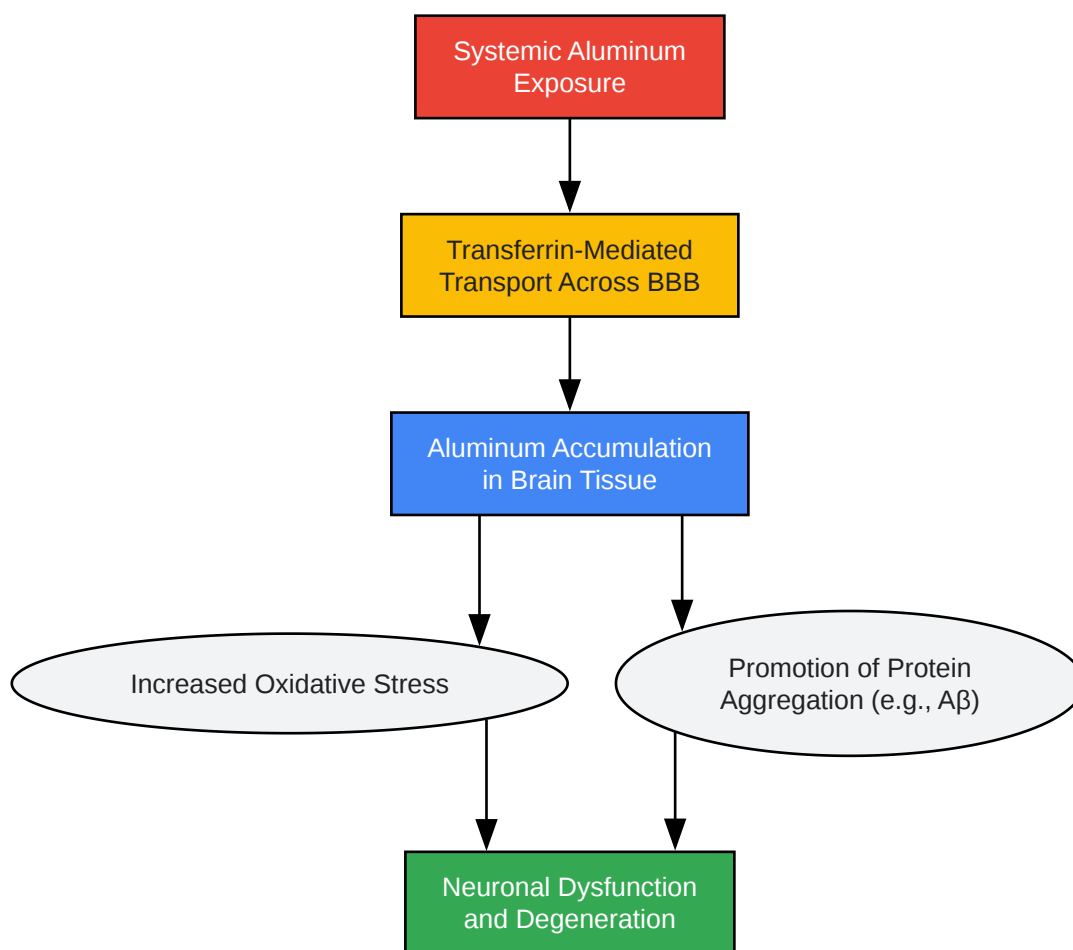 Systemic Aluminum
Exposure
Transferrin-Mediated
Transport Across BBB
Aluminum Accumulation
in Brain Tissue
Increased Oxidative Stress
Promotion of Protein
Aggregation (e.g., Aβ)
Neuronal Dysfunction
and Degeneration